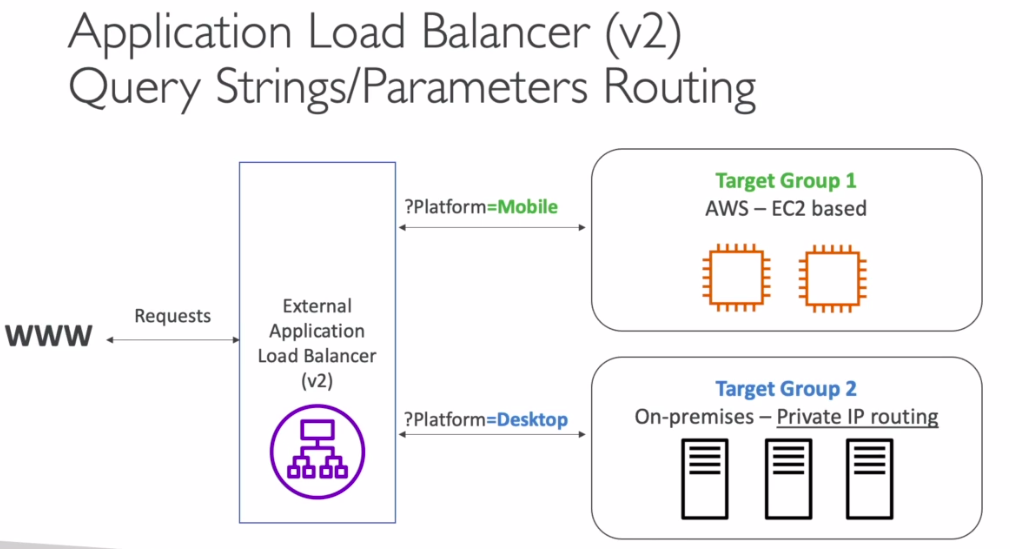 Application Load Balancer (v2)
Query Strings/Parameters Routing
WWW
Requests
External
Application
Load Balancer
(v2)
?Platform=Mobile
Target Group 1
AWS – EC2 based
?Platform=Desktop
Target Group 2
On-premises – Private IP routing